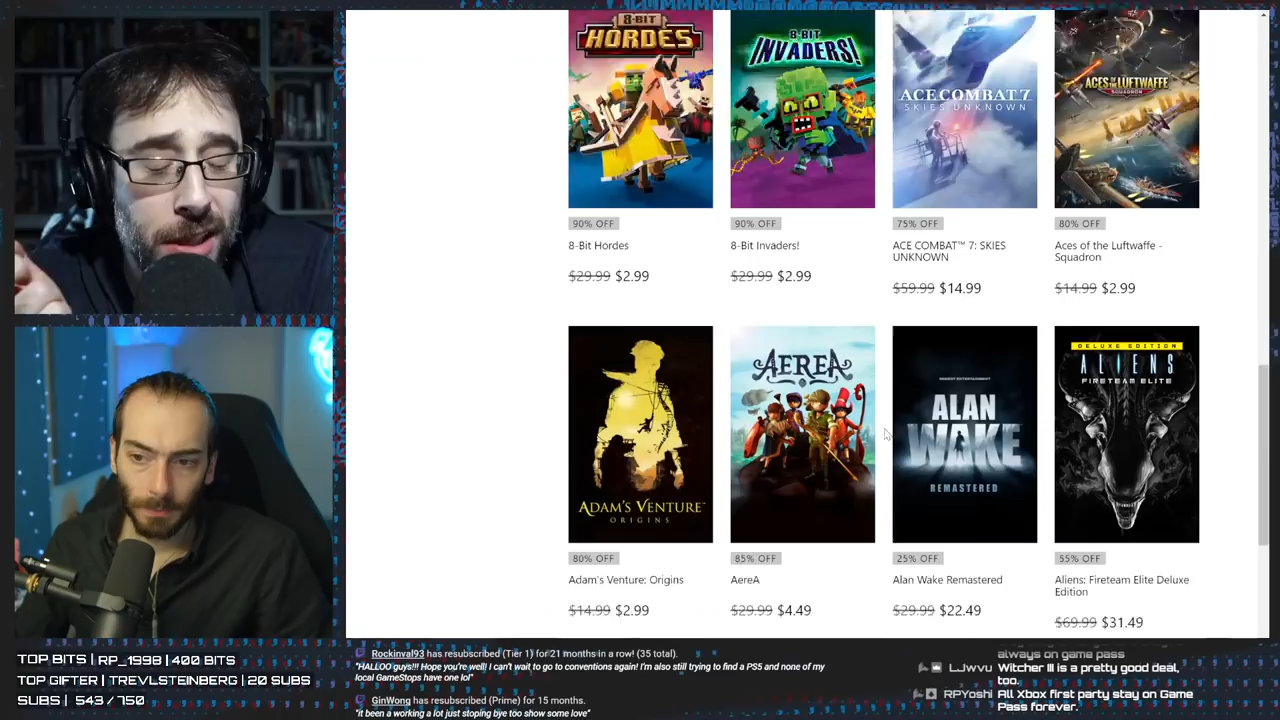 8-BIT
HORDES
8-BIT
INVADERS!
ACE COMBAT 7
SKIES UNKNOWN
ACES OF THE LUFTWAFFE
SQUADRON
90% OFF
90% OFF
75% OFF
80% OFF
8-Bit Hordes
8-Bit Invaders!
ACE COMBAT™ 7: SKIES
UNKNOWN
Aces of the Luftwaffe -
Squadron
$29.99 $2.99
$29.99 $2.99
$59.99 $14.99
$14.99 $2.99
ADAM'S VENTURE
ORIGINS
AEREA
REMEDY ENTERTAINMENT
ALAN
WAKE
REMASTERED
DELUXE EDITION
ALIENS
FIRETEAM ELITE
80% OFF
85% OFF
25% OFF
55% OFF
Adam's Venture: Origins
AereA
Alan Wake Remastered
Aliens: Fireteam Elite Deluxe
Edition
$14.99 $2.99
$29.99 $4.49
$29.99 $22.49
$69.99 $31.49
TOP BITS | RP_1998 | 400 BITS
TOP GIFTER | TREVLSTEINBERG | 20 SUBS
SUBS | 543 / 750
Rockinval93 has resubscribed (Tier 1) for 21 months in a row! (35 total).
"HALLOO guys!!! Hope you're well! I can't wait to go to conventions again! I'm also still trying to find a PS5 and none of my
local GameStops have one lol"
GinWong has resubscribed (Prime) for 15 months.
"it been a working a lot just stoping bye too show some love"
always on game pass
LJwvu Witcher III is a pretty good deal,
too.
RPYoshi All Xbox first party stay on Game
Pass forever.